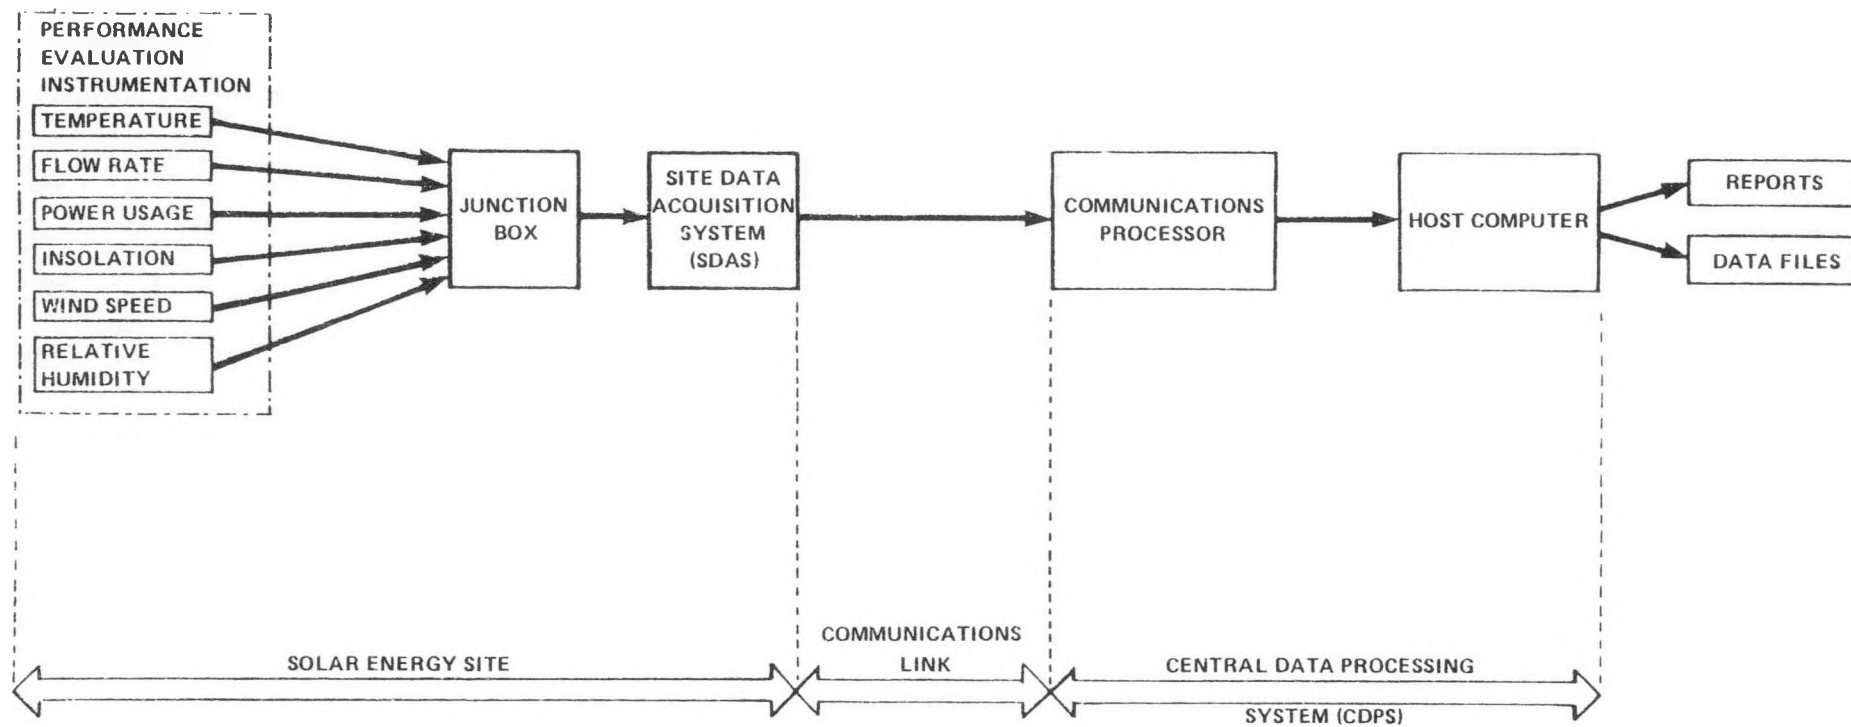 PERFORMANCE
EVALUATION
INSTRUMENTATION
TEMPERATURE
FLOW RATE
POWER USAGE
INSOLATION
WIND SPEED
RELATIVE
HUMIDITY
JUNCTION
BOX
SITE DATA
ACQUISITION
SYSTEM
(SDAS)
COMMUNICATIONS
PROCESSOR
HOST COMPUTER
REPORTS
DATA FILES
SOLAR ENERGY SITE
COMMUNICATIONS
LINK
CENTRAL DATA PROCESSING
SYSTEM (CDPS)